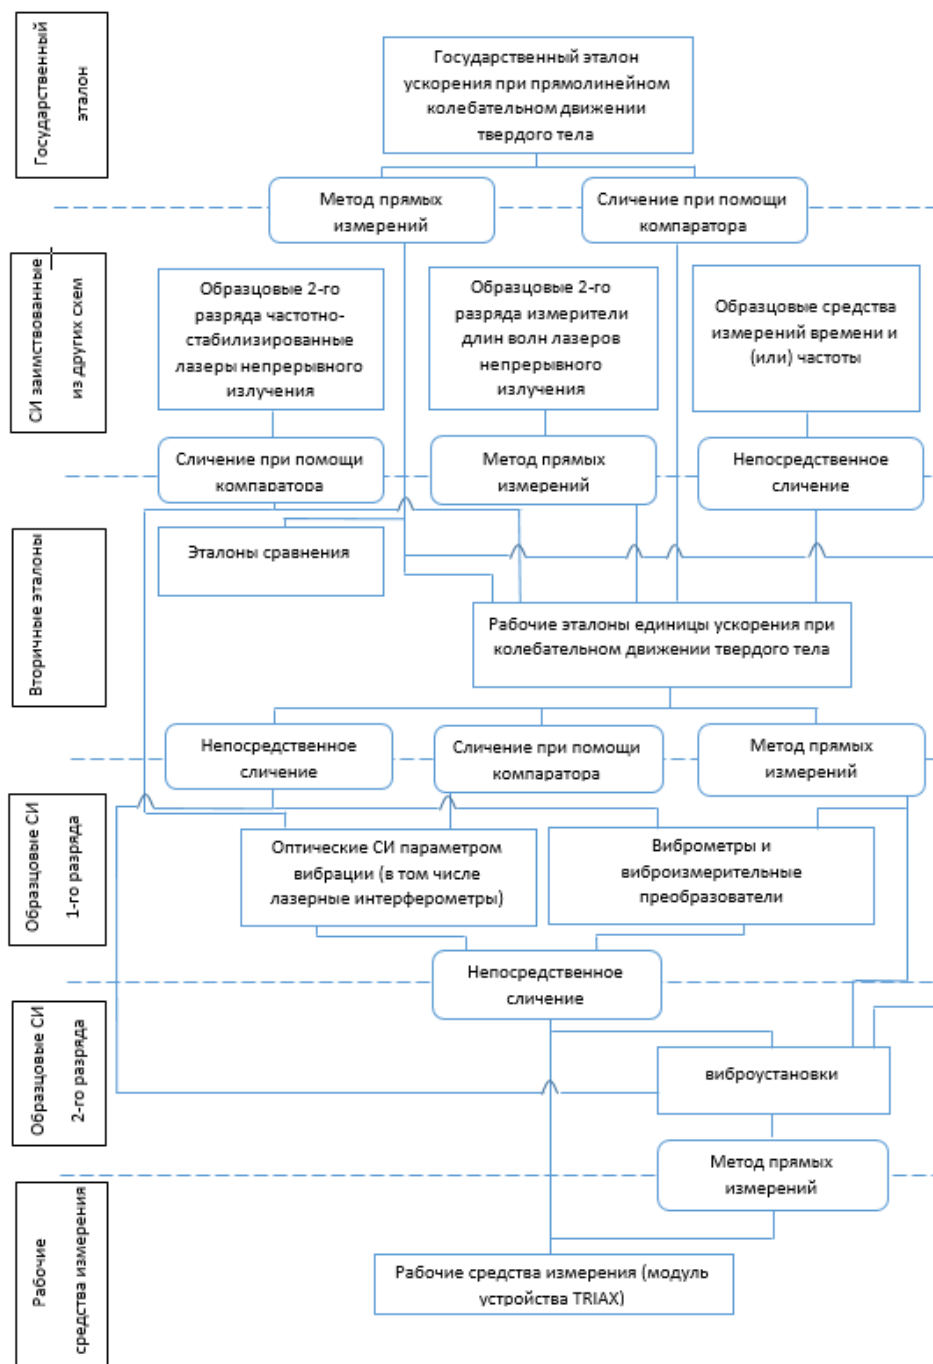 Государственный
эталон
Государственный эталон
ускорения при прямолинейном
колебательном движении
твердого тела
Метод прямых
измерений
Сличение при помощи
компаратора
СИ заимствованные
из других схем
Образцовые 2-го
разряда частотно-
стабилизированные
лазеры непрерывного
излучения
Образцовые 2-го
разряда измерители
длин волн лазеров
непрерывного
излучения
Образцовые средства
измерений времени и
(или) частоты
Сличение при помощи
компаратора
Метод прямых
измерений
Непосредственное
сличение
Вторичные эталоны
Эталоны сравнения
Рабочие эталоны единицы ускорения при
колебательном движении твердого тела
Непосредственное
сличение
Сличение при помощи
компаратора
Метод прямых
измерений
Образцовые СИ
1-го разряда
Оптические СИ параметром
вибрации (в том числе
лазерные интерферометры)
Виброметры и
виброизмерительные
преобразователи
Непосредственное
сличение
Образцовые СИ
2-го разряда
виброустановки
Метод прямых
измерений
Рабочие
средства измерения
Рабочие средства измерения (модуль
устройства TRIAX)